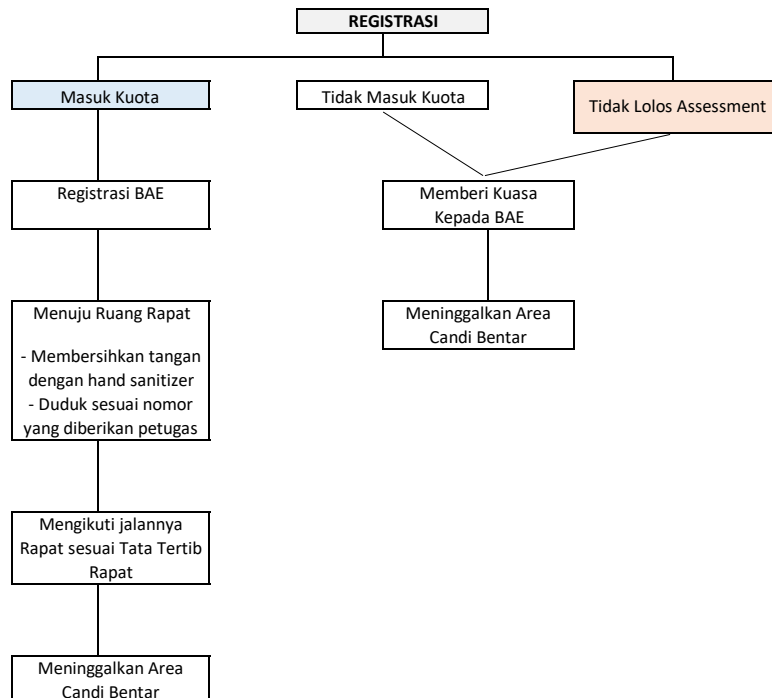 REGISTRASI
Masuk Kuota
Tidak Masuk Kuota
Tidak Lolos Assessment
Registrasi BAE
Memberi Kuasa
Kepada BAE
Menuju Ruang Rapat
- Membersihkan tangan
dengan hand sanitizer
- Duduk sesuai nomor
yang diberikan petugas
Meninggalkan Area
Candi Bentar
Mengikuti jalannya
Rapat sesuai Tata Tertib
Rapat
Meninggalkan Area
Candi Bentar